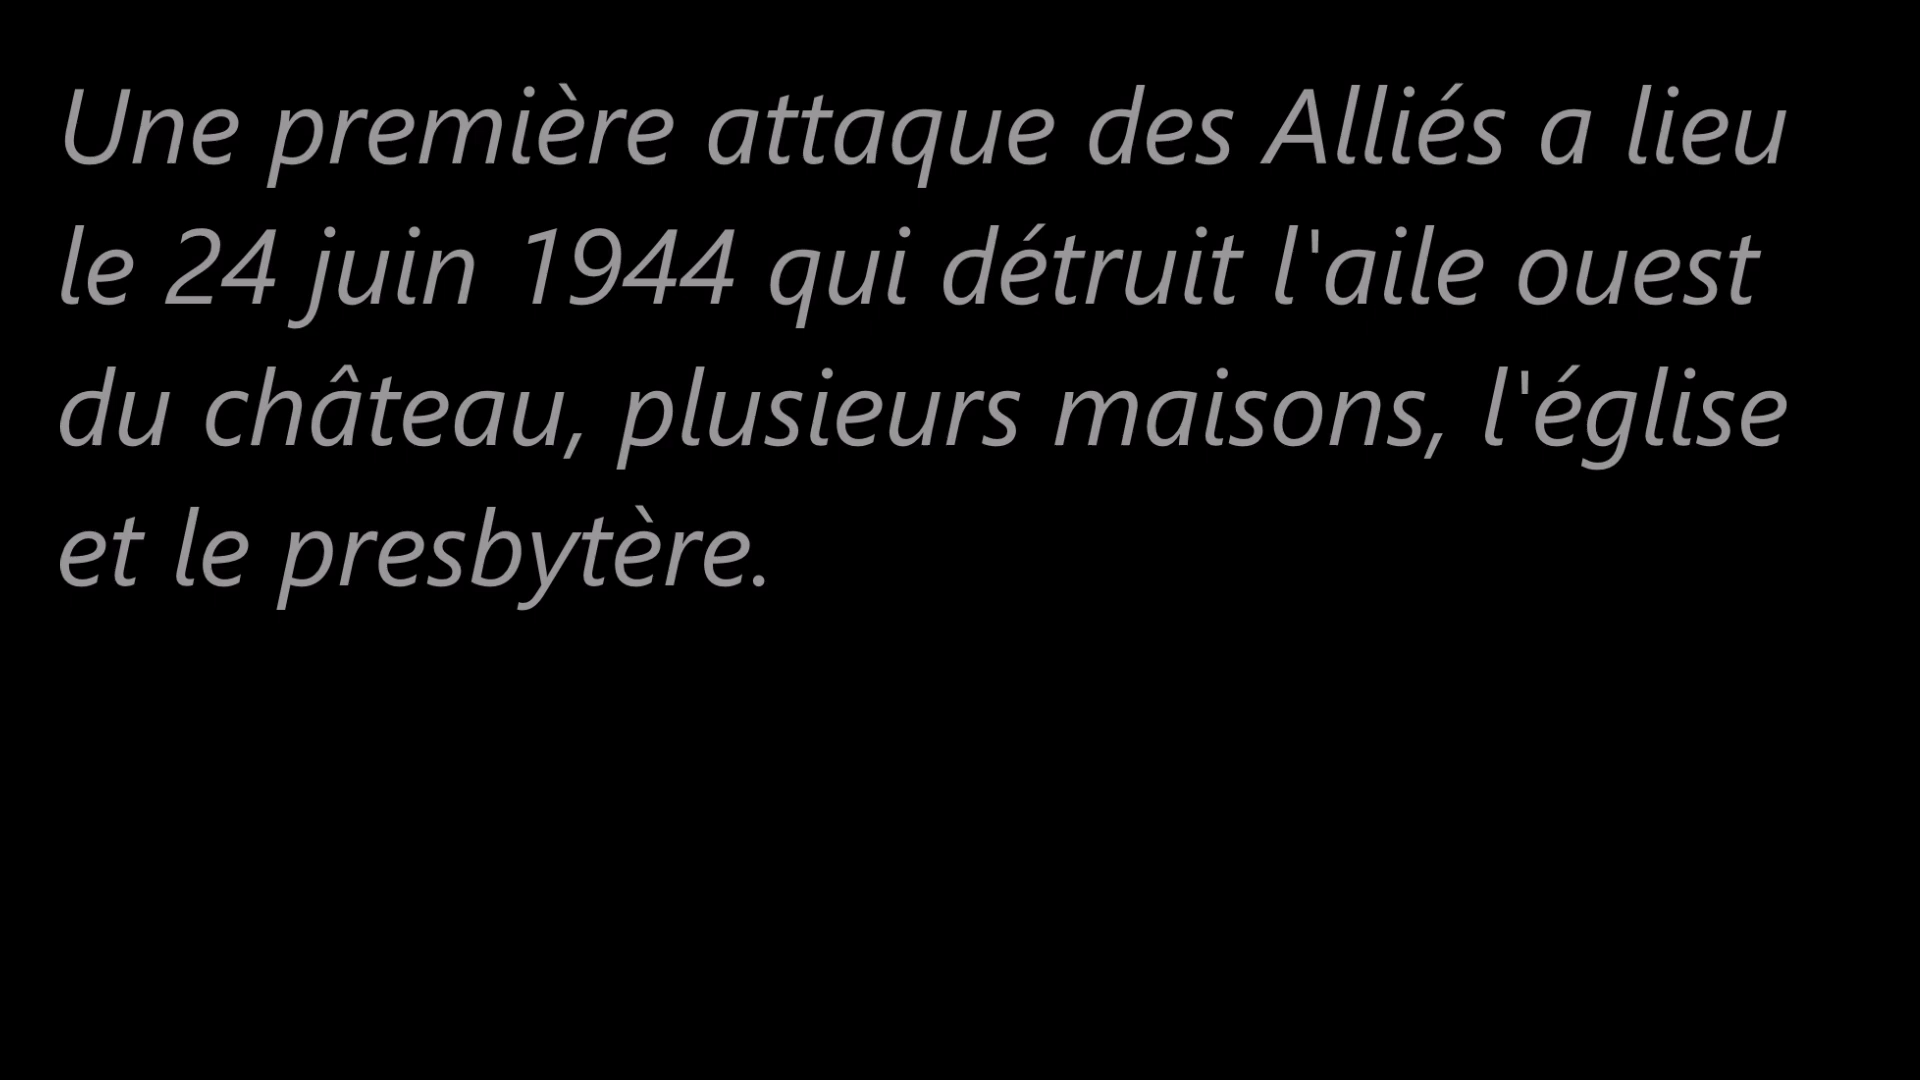 Une première attaque des Alliés a lieu
le 24 juin 1944 qui détruit l'aile ouest
du château, plusieurs maisons, l'église
et le presbytère.